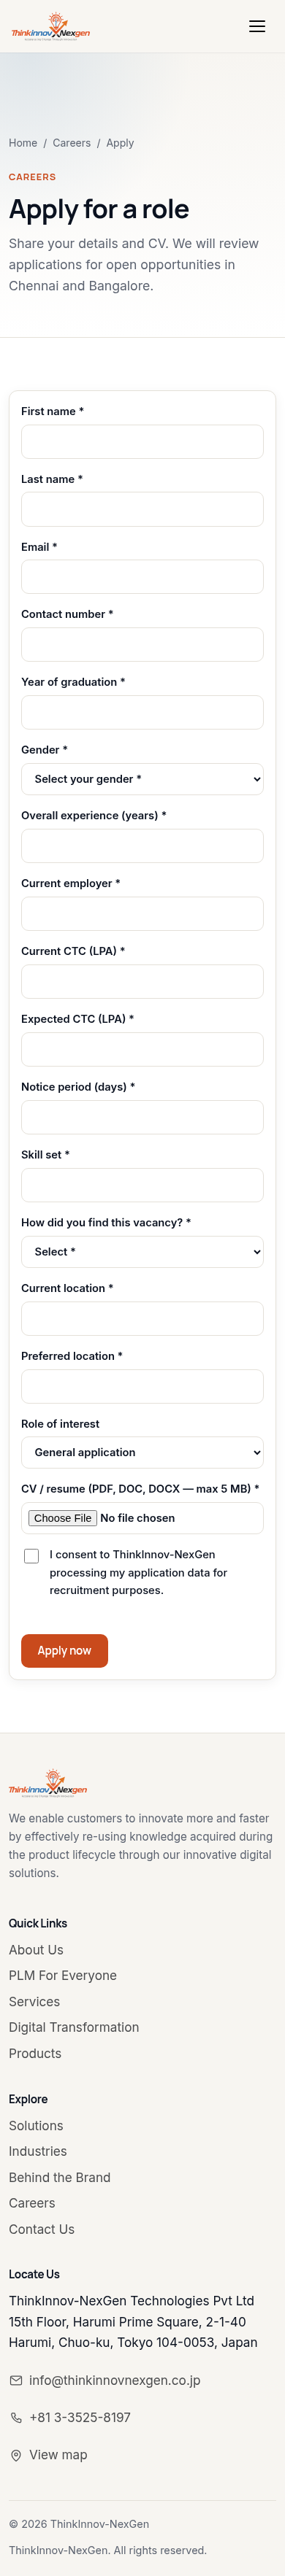 ThinkInnovNexgen
Home / Careers / Apply
CAREERS
Apply for a role
Share your details and CV. We will review
applications for open opportunities in
Chennai and Bangalore.
First name *
Last name *
Email *
Contact number *
Year of graduation *
Gender *
Select your gender *
Overall experience (years) *
Current employer *
Current CTC (LPA) *
Expected CTC (LPA) *
Notice period (days) *
Skill set *
How did you find this vacancy? *
Select *
Current location *
Preferred location *
Role of interest
General application
CV / resume (PDF, DOC, DOCX — max 5 MB) *
Choose File No file chosen
I consent to ThinkInnov-NexGen
processing my application data for
recruitment purposes.
Apply now
ThinkInnovNexgen
We enable customers to innovate more and faster
by effectively re-using knowledge acquired during
the product lifecycle through our innovative digital
solutions.
Quick Links
About Us
PLM For Everyone
Services
Digital Transformation
Products
Explore
Solutions
Industries
Behind the Brand
Careers
Contact Us
Locate Us
ThinkInnov-NexGen Technologies Pvt Ltd
15th Floor, Harumi Prime Square, 2-1-40
Harumi, Chuo-ku, Tokyo 104-0053, Japan
info@thinkinnovnexgen.co.jp
+81 3-3525-8197
View map
© 2026 ThinkInnov-NexGen
ThinkInnov-NexGen. All rights reserved.